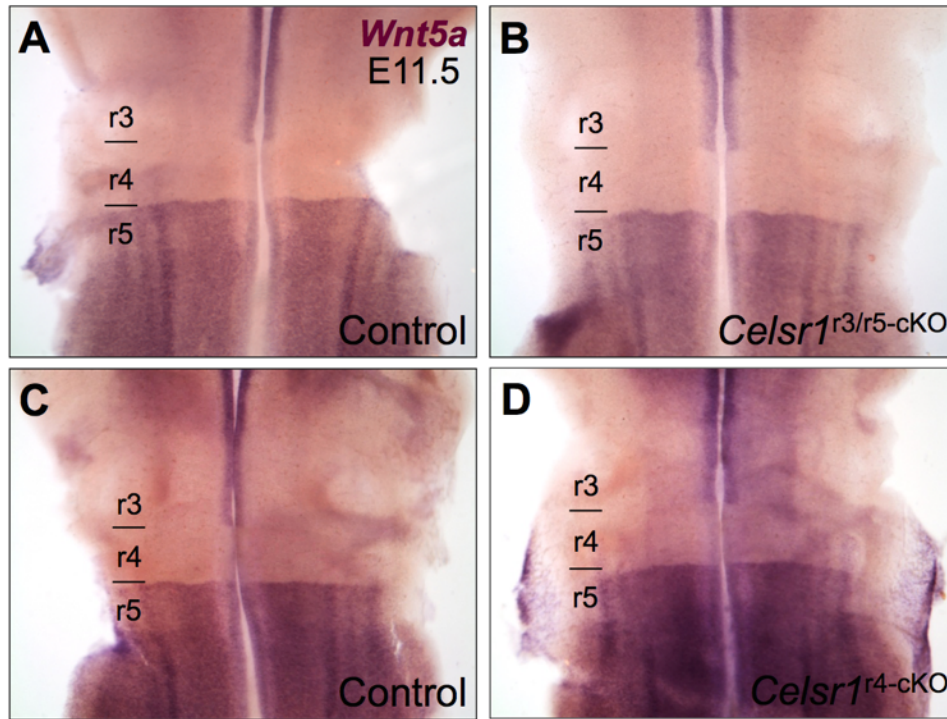 A
Wnt5a
E11.5
r3
r4
r5
Control
B
r3
r4
r5
Celsr1r3/r5-cKO
C
r3
r4
r5
Control
D
r3
r4
r5
Celsr1r4-cKO